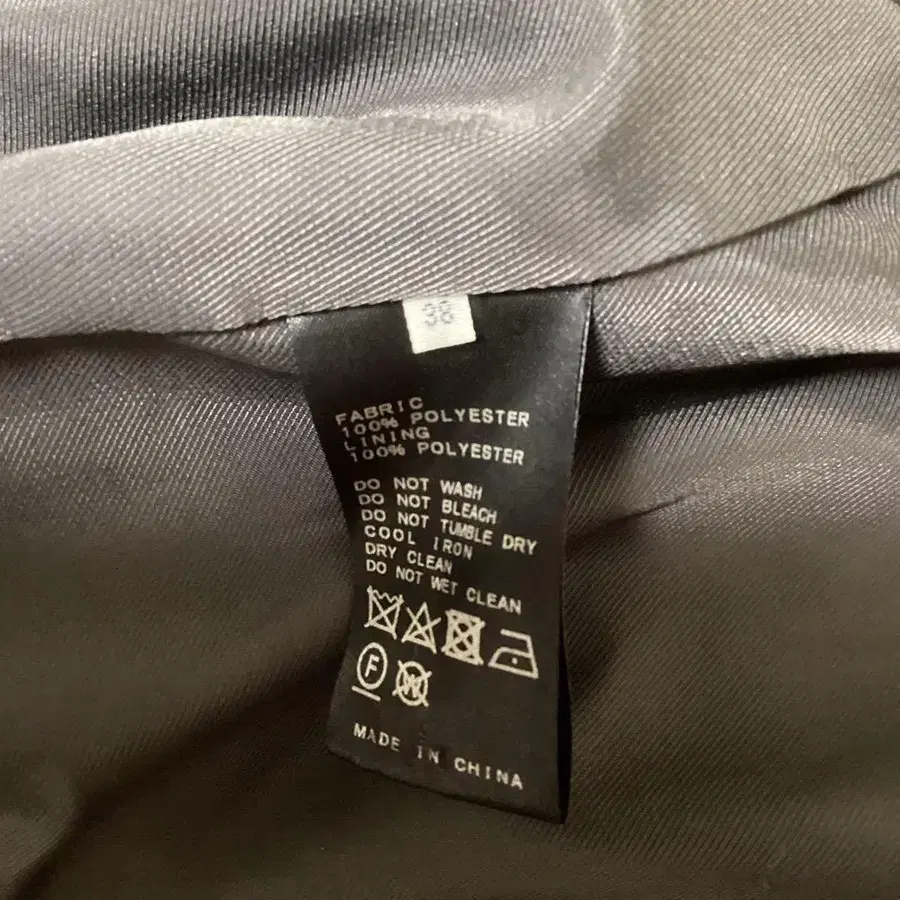 38
FABRIC
100% POLYESTER
LINING
100% POLYESTER
DO NOT WASH
DO NOT BLEACH
DO NOT TUMBLE DRY
COOL IRON
DRY CLEAN
DO NOT WET CLEAN
F W
MADE IN CHINA